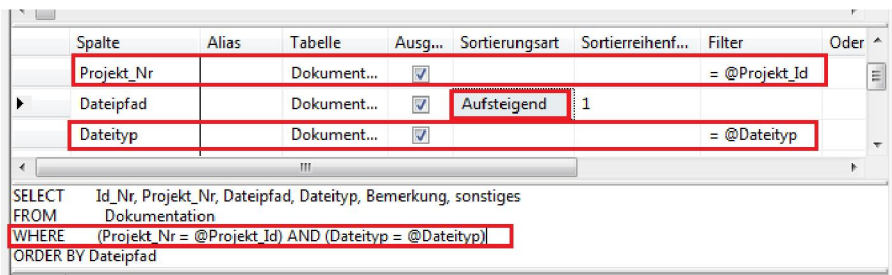 Spalte Alias Tabelle Ausg... Sortierungsart Sortierreihenf... Filter Oder
Projekt_Nr Dokument... = @Projekt_Id
Dateipfad Dokument... Aufsteigend 1
Dateityp Dokument... = @Dateityp
SELECT Id_Nr, Projekt_Nr, Dateipfad, Dateityp, Bemerkung, sonstiges
FROM Dokumentation
WHERE (Projekt_Nr = @Projekt_Id) AND (Dateityp = @Dateityp)
ORDER BY Dateipfad